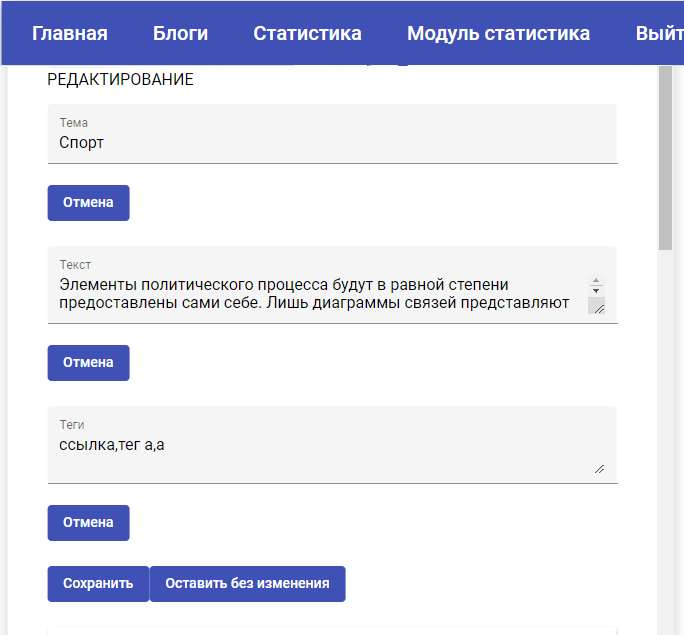 Главная Блоги Статистика Модуль статистика Выйт
РЕДАКТИРОВАНИЕ
Тема
Спорт
Отмена
Текст
Элементы политического процесса будут в равной степени
предоставлены сами себе. Лишь диаграммы связей представляют
Отмена
Теги
ссылка,тег а,а
Отмена
Сохранить Оставить без изменения